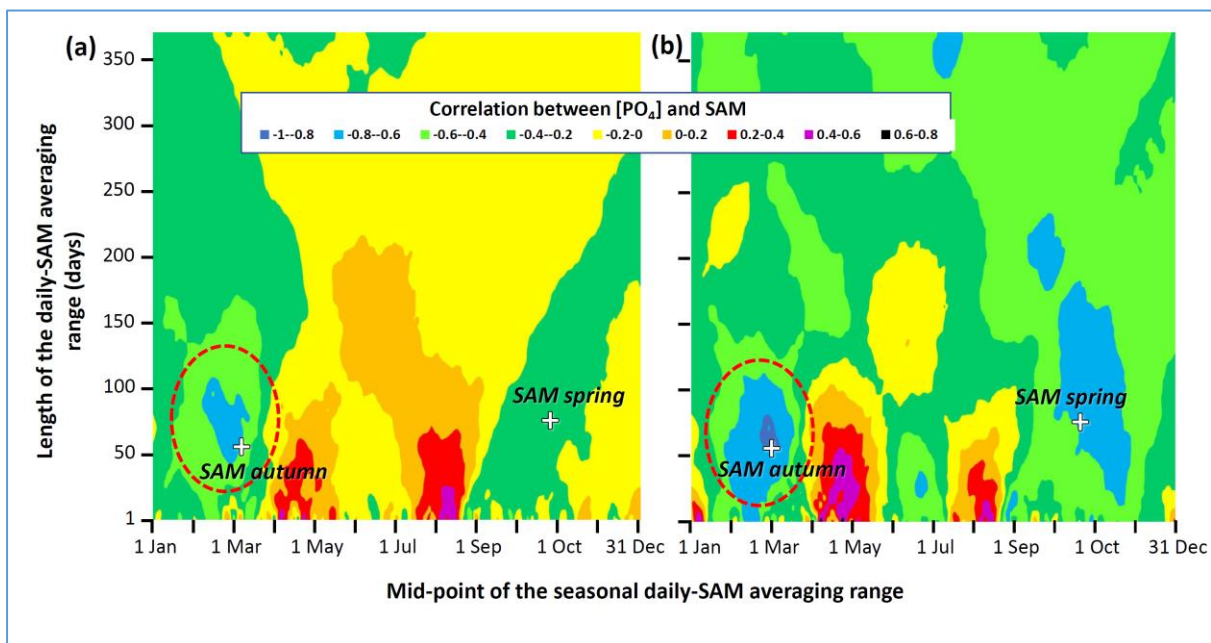 (a)
(b)
Correlation between [PO4] and SAM
-1--0.8 -0.8--0.6 -0.6--0.4 -0.4--0.2 -0.2-0 0-0.2 0.2-0.4 0.4-0.6 0.6-0.8
Length of the daily-SAM averaging
range (days)
350
300
250
200
150
100
50
1
SAM spring
SAM autumn
SAM spring
SAM autumn
1 Jan 1 Mar 1 May 1 Jul 1 Sep 1 Oct 31 Dec
1 Jan 1 Mar 1 May 1 Jul 1 Sep 1 Oct 31 Dec
Mid-point of the seasonal daily-SAM averaging range